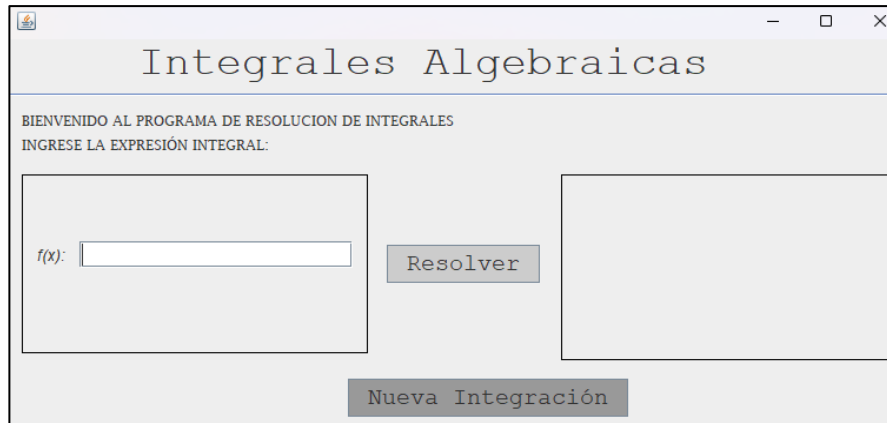 Integrales Algebraicas
BIENVENIDO AL PROGRAMA DE RESOLUCION DE INTEGRALES
INGRESE LA EXPRESIÓN INTEGRAL:
f(x):
Resolver
Nueva Integración